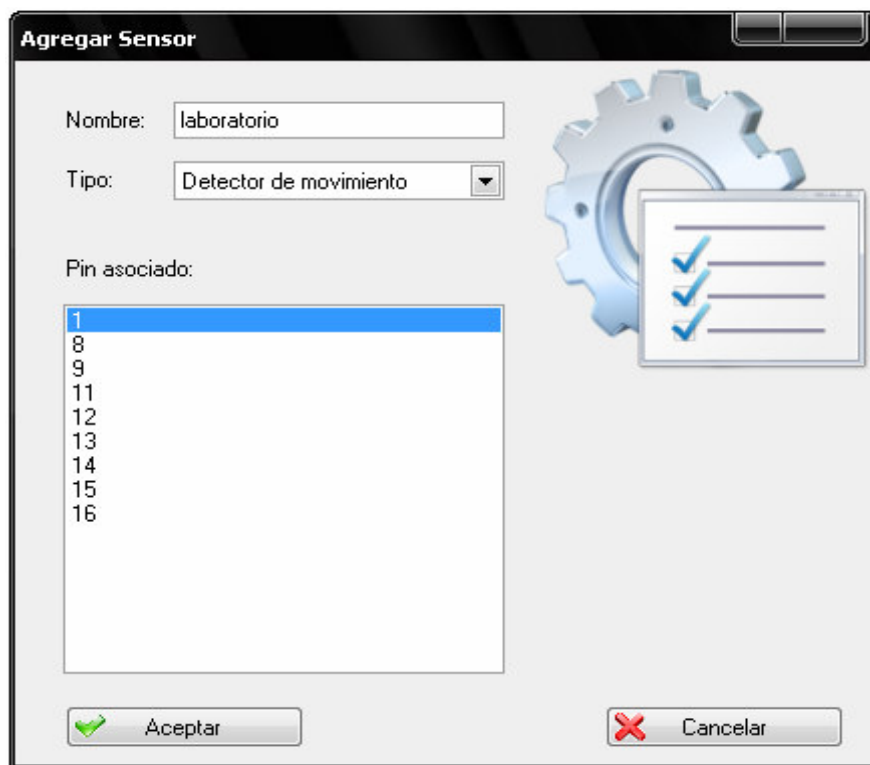 Agregar Sensor
Nombre: laboratorio
Tipo: Detector de movimiento
Pin asociado:
1
8
9
11
12
13
14
15
16
Aceptar Cancelar